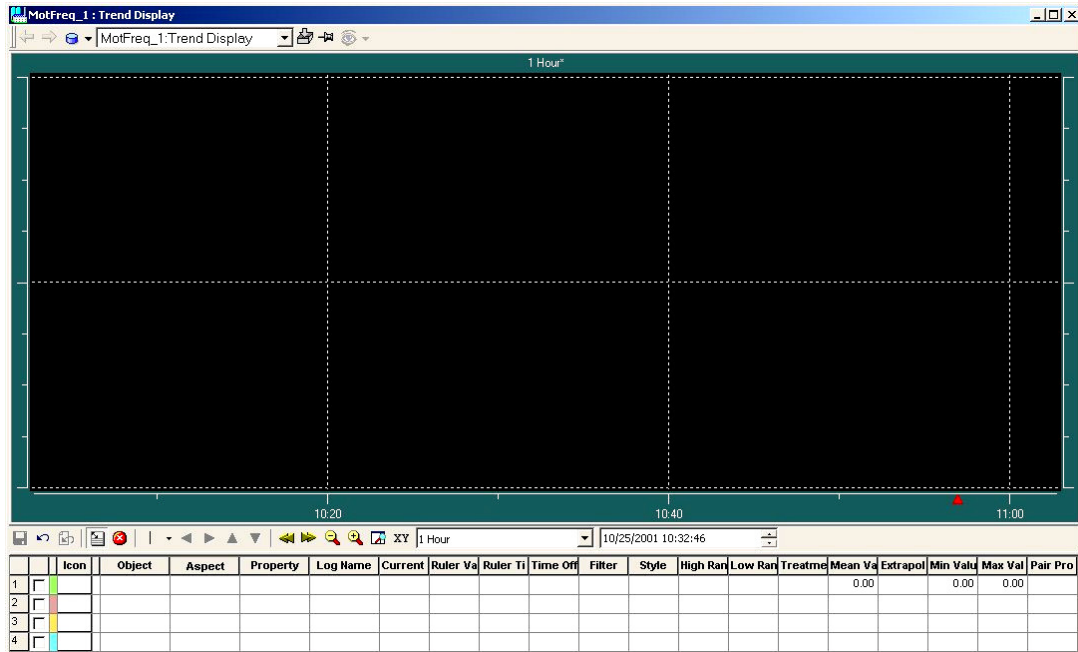 MotFreq_1 : Trend Display
MotFreq_1:Trend Display
1 Hour*
10:20 10:40 11:00
XY 1 Hour 10/25/2001 10:32:46
Icon Object Aspect Property Log Name Current Ruler Va Ruler Ti Time Off Filter Style High Ran Low Ran Treatme Mean Va Extrapol Min Valu Max Val Pair Pro
1 0.00 0.00 0.00
2
3
4